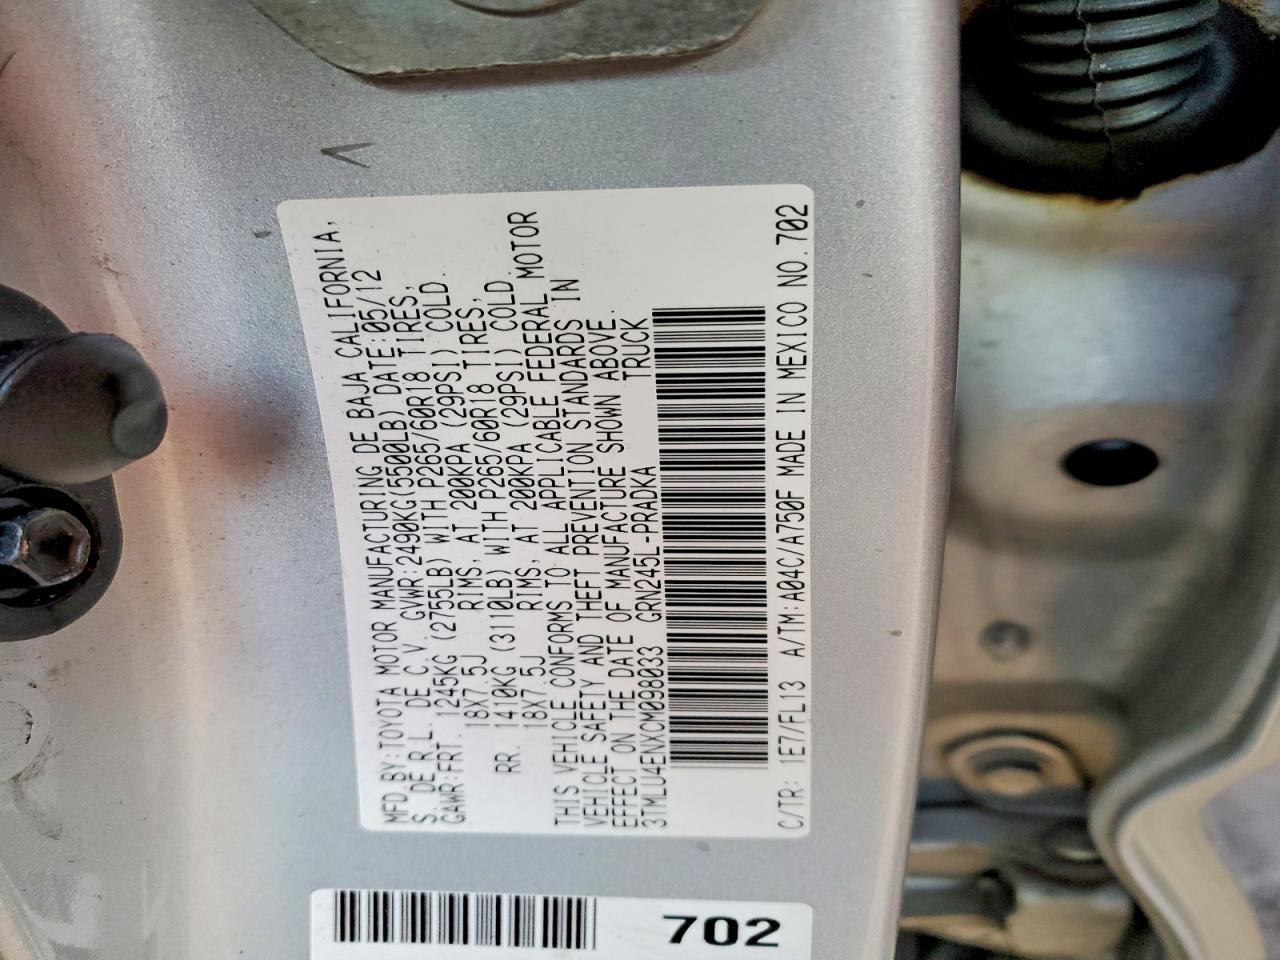 MFD.BY:TOYOTA MOTOR MANUFACTURING DE BAJA CALIFORNIA,
S. DE R.L. DE C.V. GVWR:2490KG(5500LB) DATE:05/12
GAWR:FRT. 1245KG (2755LB) WITH P265/60R18 TIRES,
18X7.5J RIMS, AT 200KPA (29PSI) COLD.
RR. 1410KG (3110LB) WITH P265/60R18 TIRES,
18X7.5J RIMS, AT 200KPA (29PSI) COLD.
THIS VEHICLE CONFORMS TO ALL APPLICABLE FEDERAL MOTOR
VEHICLE SAFETY AND THEFT PREVENTION STANDARDS IN
EFFECT ON THE DATE OF MANUFACTURE SHOWN ABOVE.
3TMLU4ENXCM098033 GRN245L-PRADKA TRUCK
C/TR: 1E7/FL13 A/TM:A04C/A750F MADE IN MEXICO NO.702
702